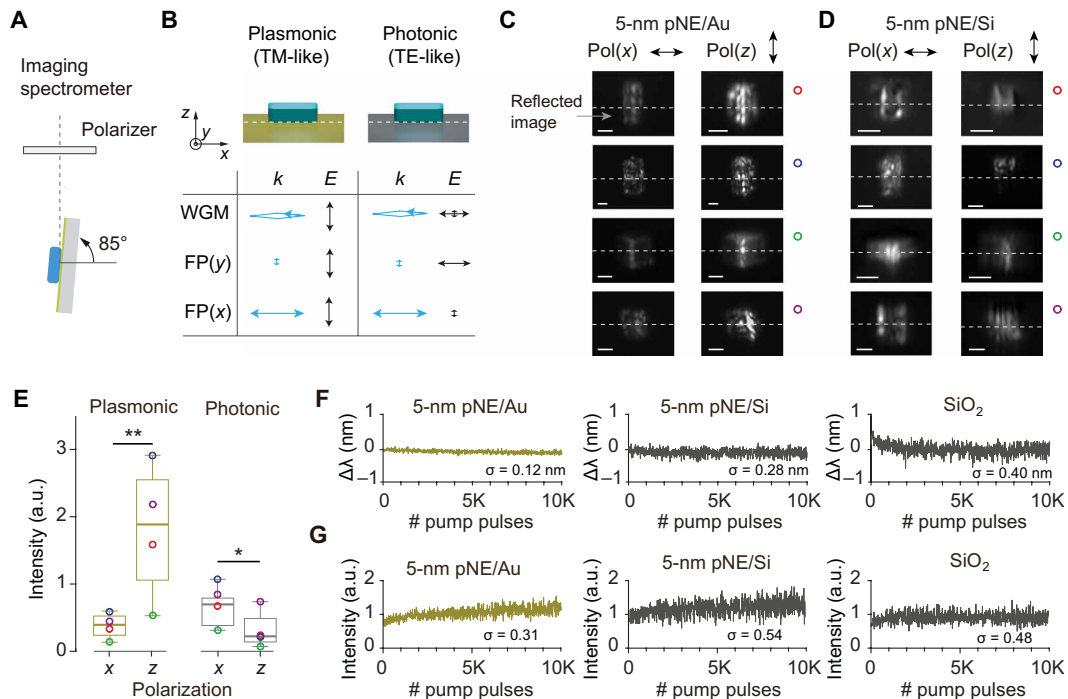 A
Imaging
spectrometer
Polarizer
85°
B
Plasmonic
(TM-like)
Photonic
(TE-like)
z
y
x
k
E
k
E
WGM
FP(y)
FP(x)
C
5-nm pNE/Au
Pol(x)
Pol(z)
Reflected
image
D
5-nm pNE/Si
Pol(x)
Pol(z)
E
Plasmonic
Photonic
**
*
3
2
1
0
Intensity (a.u.)
x
z
x
z
Polarization
F
5-nm pNE/Au
5-nm pNE/Si
SiO2
Δλ (nm)
1
0
–1
σ = 0.12 nm
0
5K
10K
# pump pulses
Δλ (nm)
1
0
–1
σ = 0.28 nm
0
5K
10K
# pump pulses
Δλ (nm)
1
0
–1
σ = 0.40 nm
0
5K
10K
# pump pulses
G
5-nm pNE/Au
5-nm pNE/Si
SiO2
Intensity (a.u.)
2
1
0
σ = 0.31
0
5K
10K
# pump pulses
Intensity (a.u.)
2
1
0
σ = 0.54
0
5K
10K
# pump pulses
Intensity (a.u.)
2
1
0
σ = 0.48
0
5K
10K
# pump pulses